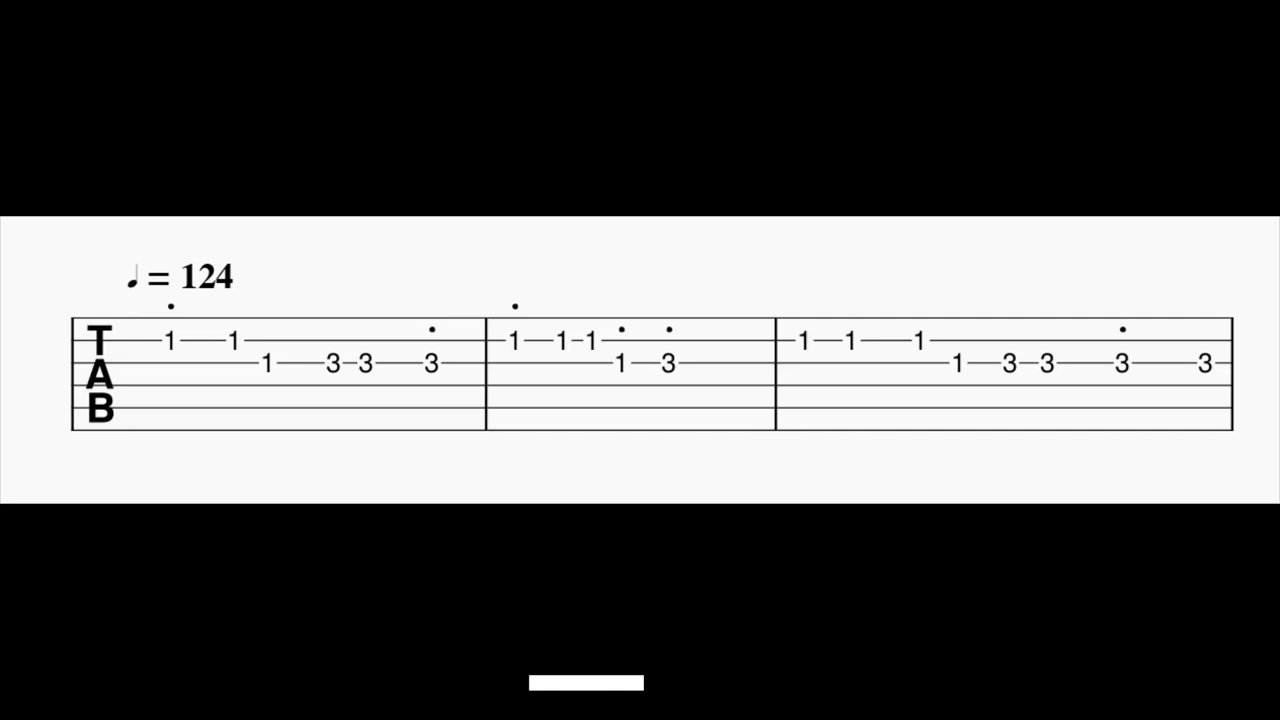 ♩ = 124
T 1 1 1 1 1 1 1 1
A 1 3 3 3 1 3 1 3 3 3 3
B